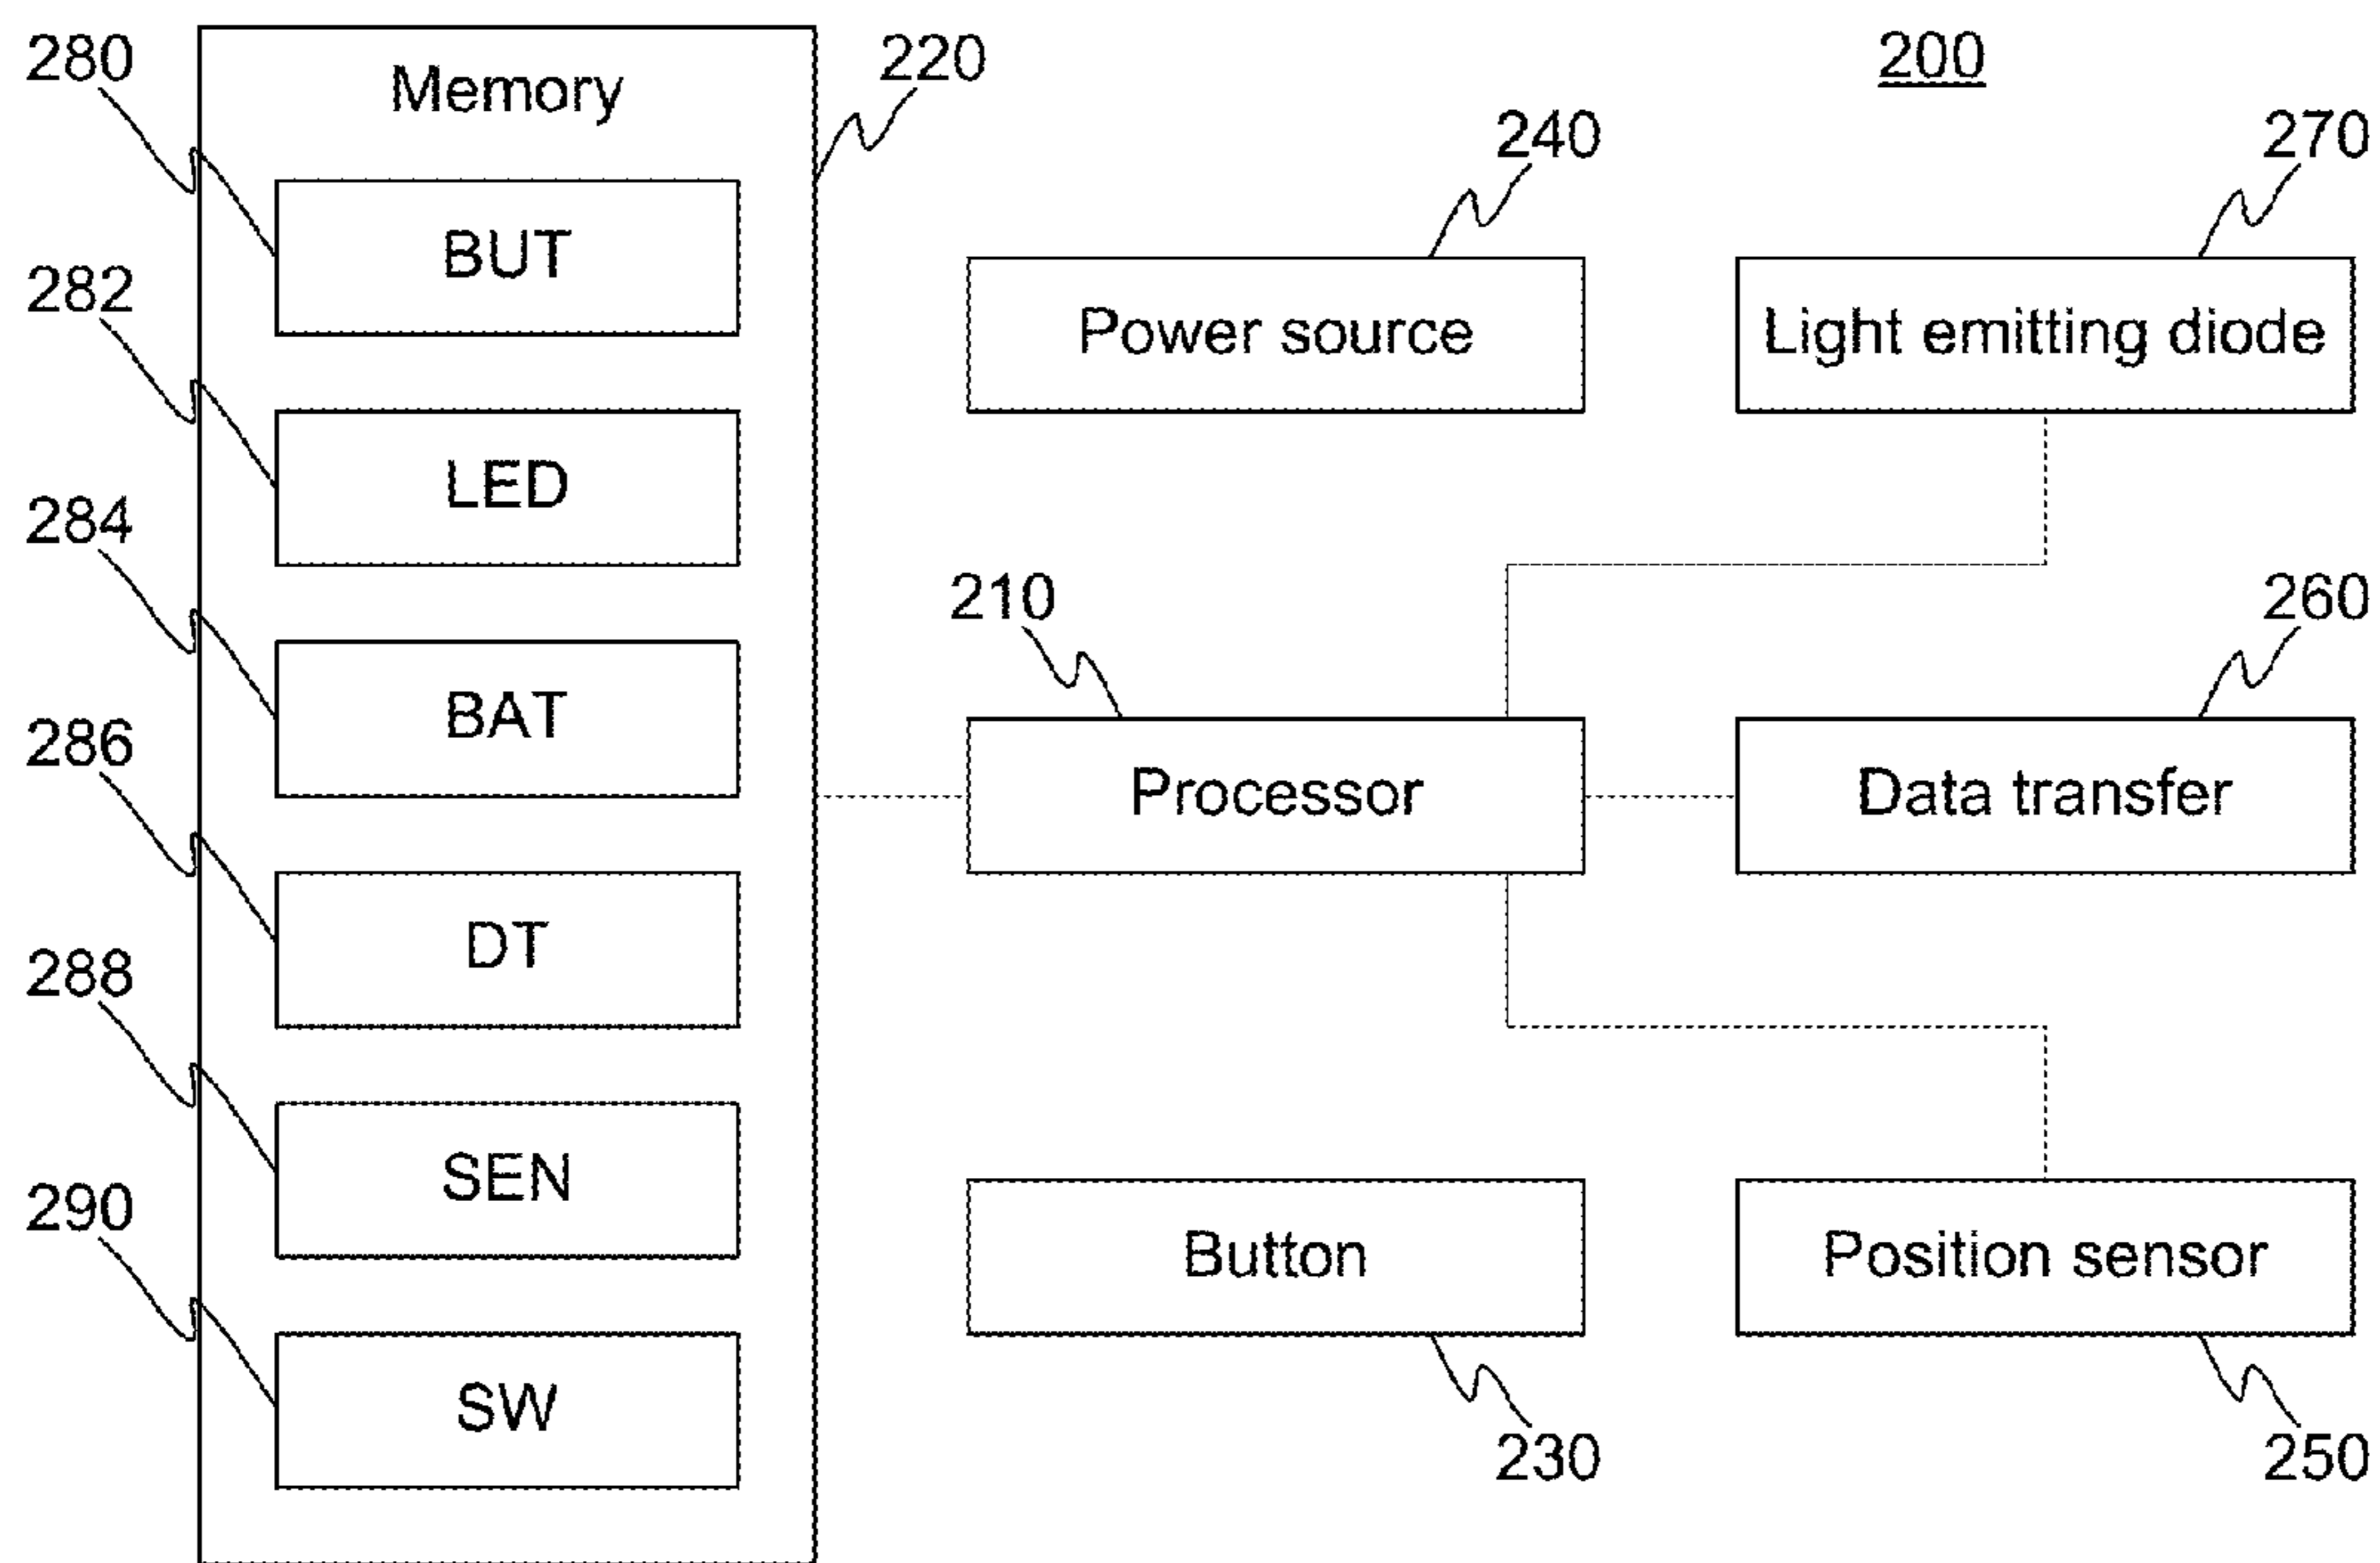 280
Memory
220
200
240
270
BUT
282
Power source
Light emitting diode
LED
284
210
260
BAT
286
Processor
Data transfer
DT
288
SEN
290
Button
Position sensor
SW
230
250